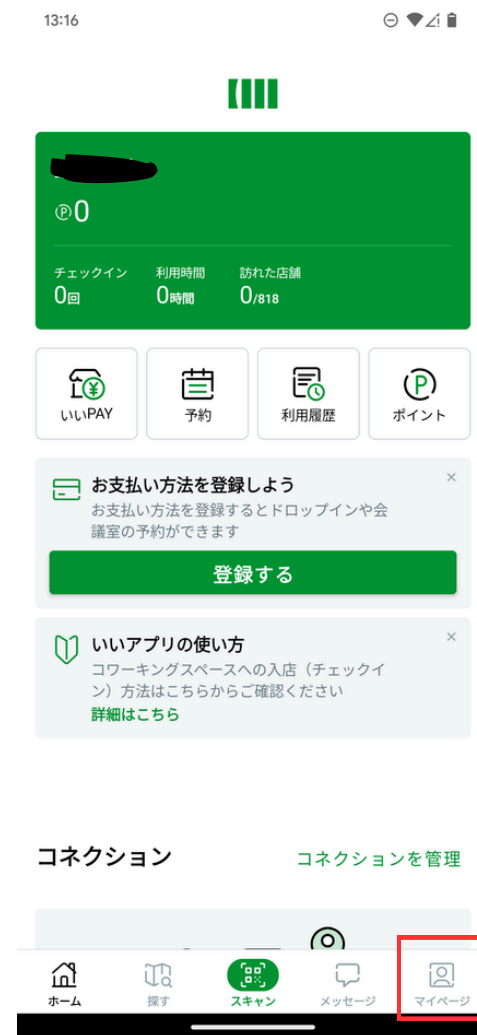 13:16
Ⓟ0
チェックイン 利用時間 訪れた店舗
0回 0時間 0/818
いいPAY 予約 利用履歴 ポイント
お支払い方法を登録しよう ×
お支払い方法を登録するとドロップインや会
議室の予約ができます
登録する
いいアプリの使い方 ×
コワーキングスペースへの入店（チェックイ
ン）方法はこちらからご確認ください
詳細はこちら
コネクション コネクションを管理
ホーム 探す スキャン メッセージ マイページ